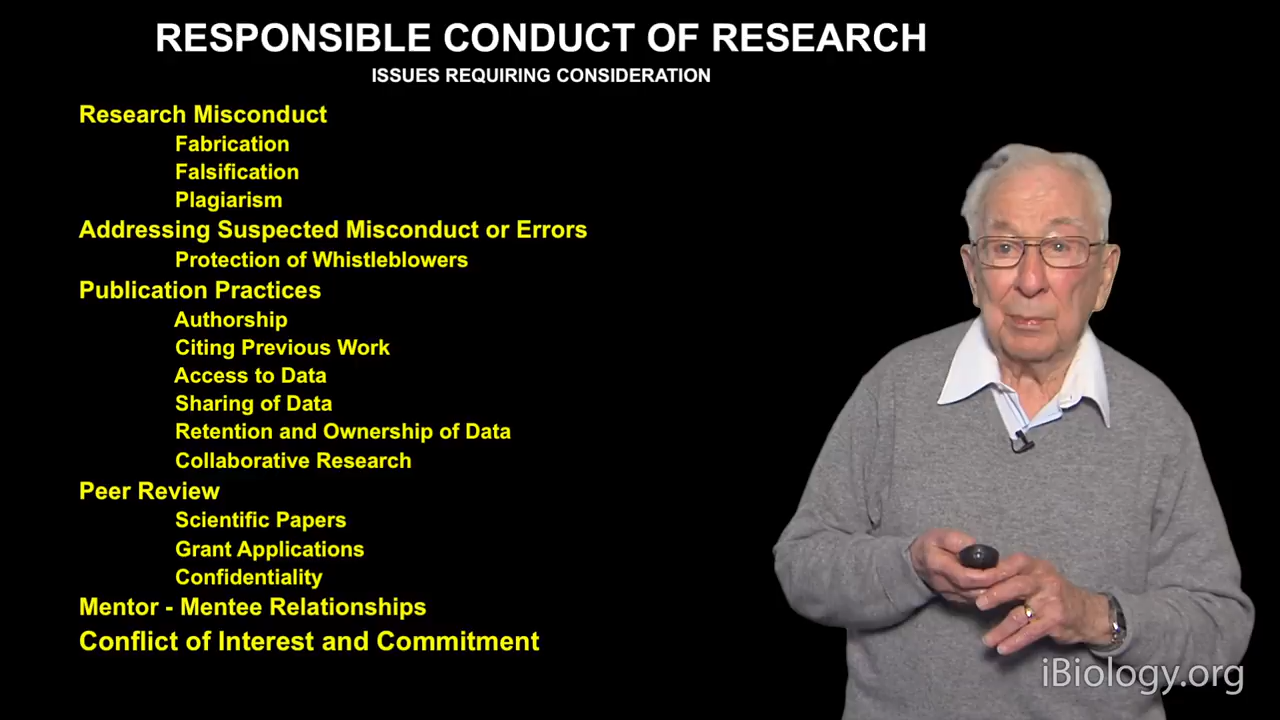 RESPONSIBLE CONDUCT OF RESEARCH
ISSUES REQUIRING CONSIDERATION
Research Misconduct
Fabrication
Falsification
Plagiarism
Addressing Suspected Misconduct or Errors
Protection of Whistleblowers
Publication Practices
Authorship
Citing Previous Work
Access to Data
Sharing of Data
Retention and Ownership of Data
Collaborative Research
Peer Review
Scientific Papers
Grant Applications
Confidentiality
Mentor - Mentee Relationships
Conflict of Interest and Commitment
iBiology.org